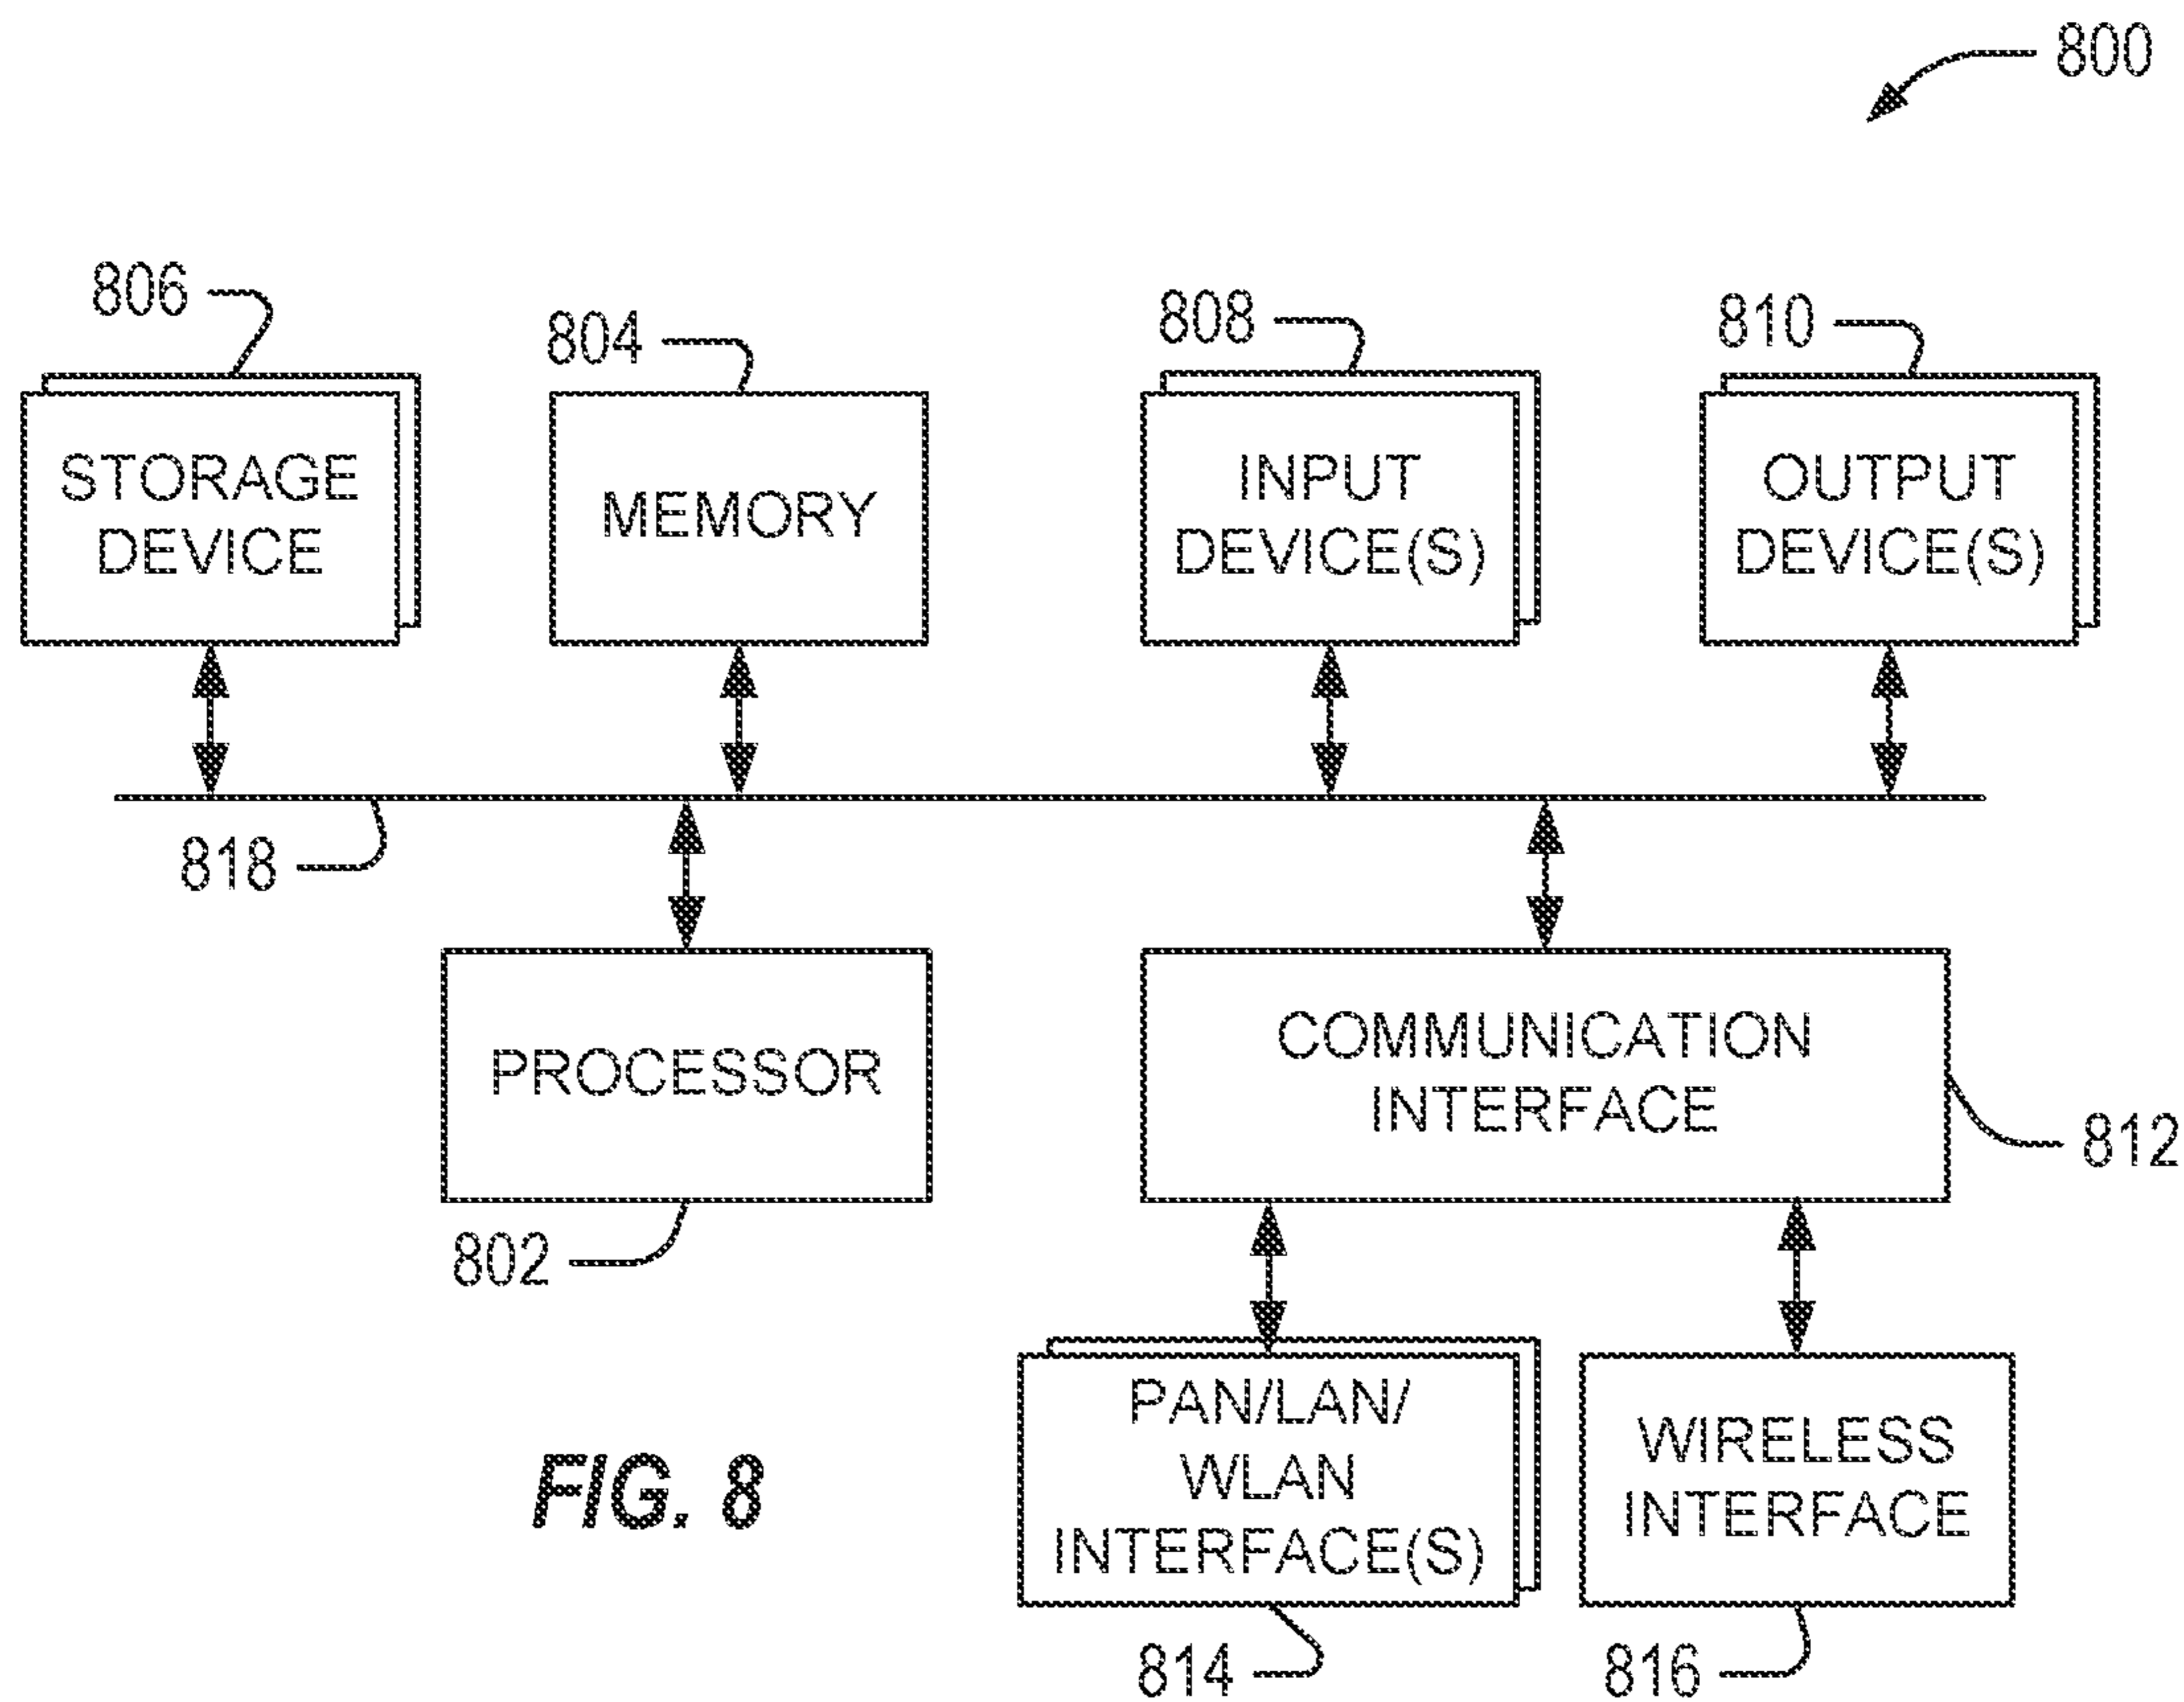 800
806
804
808
810
STORAGE
DEVICE
MEMORY
INPUT
DEVICE(S)
OUTPUT
DEVICE(S)
818
PROCESSOR
COMMUNICATION
INTERFACE
812
802
PAN/LAN/
WLAN
INTERFACE(S)
WIRELESS
INTERFACE
FIG. 8
814
816